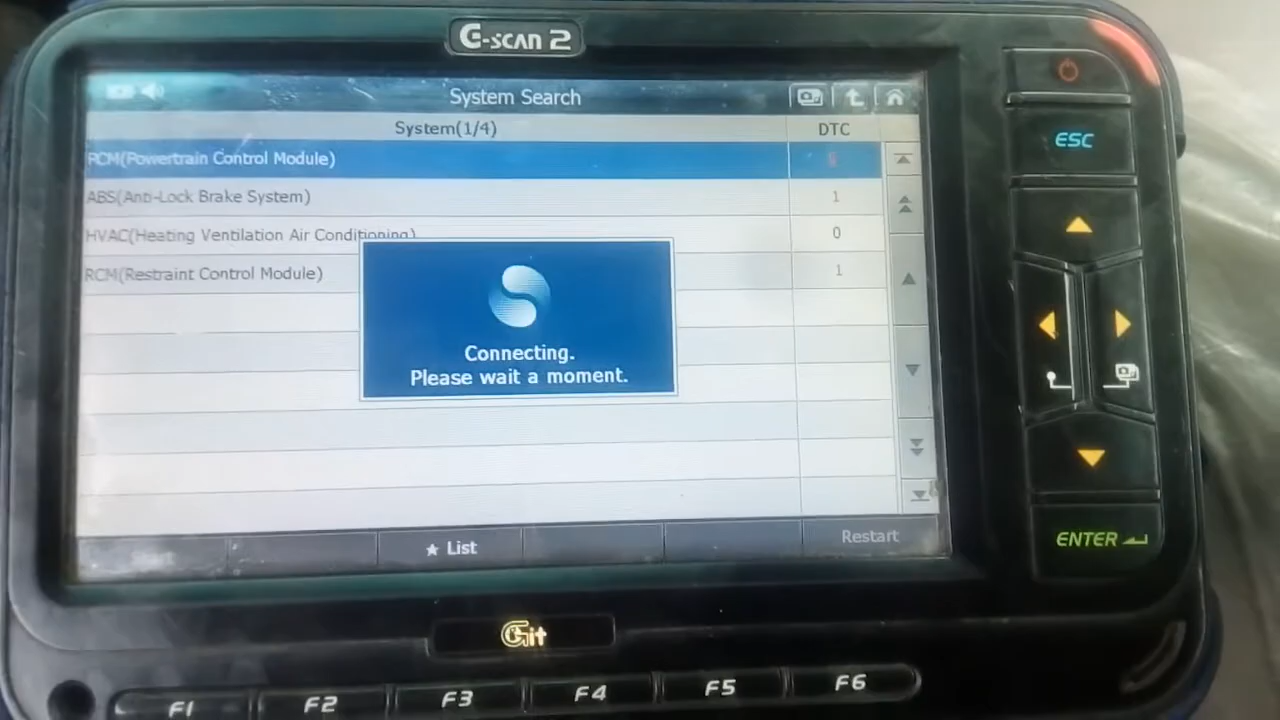 G-SCAN 2
System Search
System(1/4) DTC
PCM(Powertrain Control Module)
ABS(Anti-Lock Brake System) 1
HVAC(Heating Ventilation Air Conditioning) 0
RCM(Restraint Control Module) 1
Connecting.
Please wait a moment.
★ List Restart
Git
ESC
ENTER
F1 F2 F3 F4 F5 F6